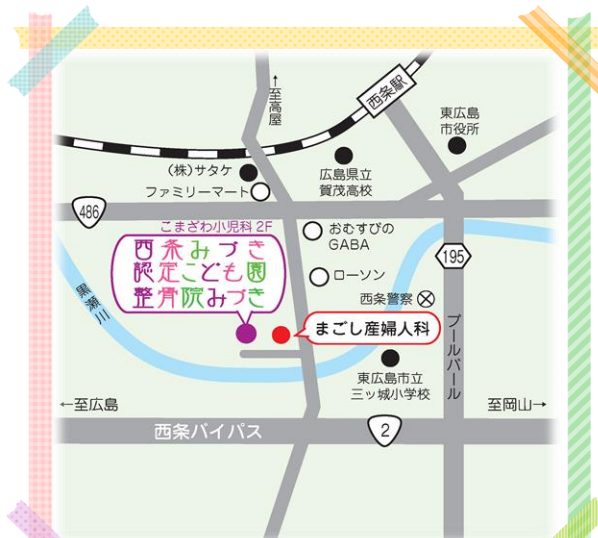 ↑至高屋
西条駅
東広島
市役所
(株)サタケ
広島県立
賀茂高校
ファミリーマート
486
こまざわ小児科 2F
西条みづき
認定こども園
整骨院みづき
おむすびの
GABA
195
ローソン
黒瀬川
西条警察
まごし産婦人科
ブールバール
東広島市立
三ッ城小学校
←至広島
至岡山→
西条バイパス
2